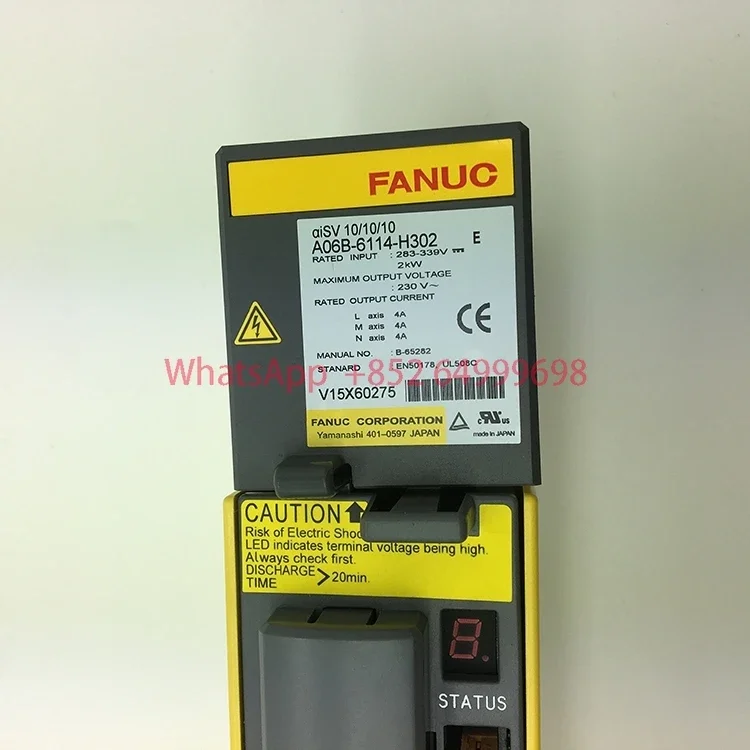 FANUC
αiSV 10/10/10
A06B-6114-H302 E
RATED INPUT : 283-339V
2kW
MAXIMUM OUTPUT VOLTAGE
: 230 V~
RATED OUTPUT CURRENT
L axis 4A
M axis 4A
N axis 4A
CE
MANUAL NO. : B-65282
STANARD : EN50178, UL508C
WhatsApp +852 64999698
V15X60275
FANUC CORPORATION
Yamanashi 401-0597 JAPAN
c US
made in JAPAN
CAUTION
Risk of Electric
LED indicates terminal voltage being high.
Always check first.
DISCHARGE
TIME >20min.
8.
STATUS